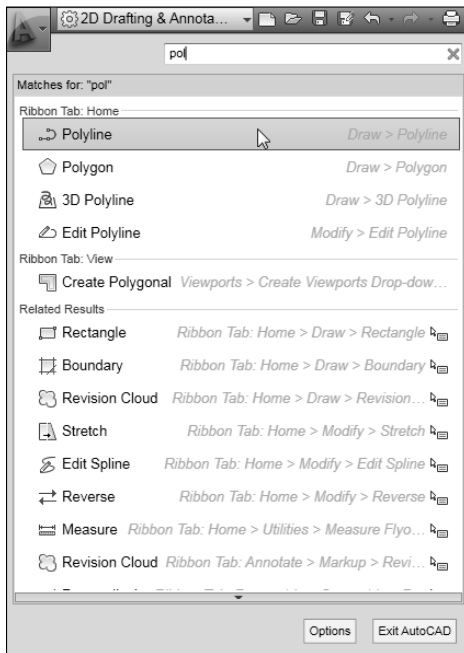 2D Drafting & Annota...
pol
Matches for: "pol"
Ribbon Tab: Home
Polyline Draw > Polyline
Polygon Draw > Polygon
3D Polyline Draw > 3D Polyline
Edit Polyline Modify > Edit Polyline
Ribbon Tab: View
Create Polygonal Viewports > Create Viewports Drop-dow...
Related Results
Rectangle Ribbon Tab: Home > Draw > Rectangle
Boundary Ribbon Tab: Home > Draw > Boundary
Revision Cloud Ribbon Tab: Home > Draw > Revision...
Stretch Ribbon Tab: Home > Modify > Stretch
Edit Spline Ribbon Tab: Home > Modify > Edit Spline
Reverse Ribbon Tab: Home > Modify > Reverse
Measure Ribbon Tab: Home > Utilities > Measure Flyo...
Revision Cloud Ribbon Tab: Annotate > Markup > Revi...
Options Exit AutoCAD